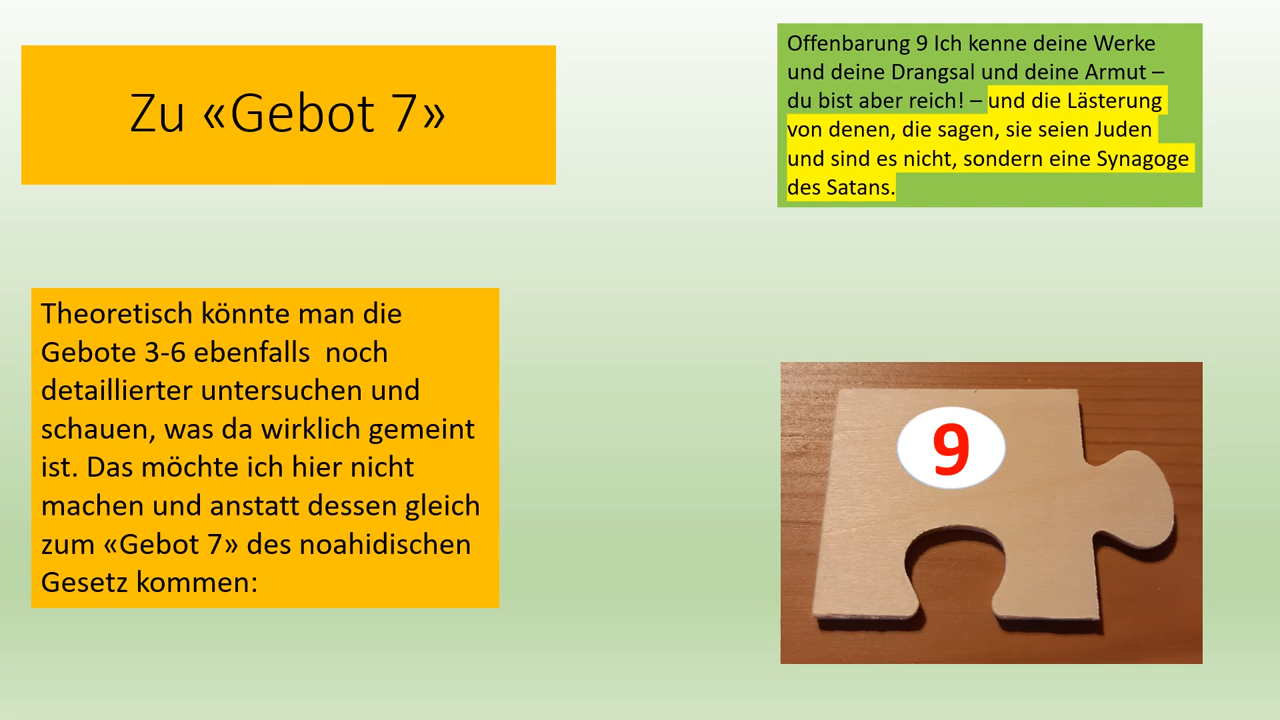 Zu «Gebot 7»
Offenbarung 9 Ich kenne deine Werke
und deine Drangsal und deine Armut –
du bist aber reich! – und die Lästerung
von denen, die sagen, sie seien Juden
und sind es nicht, sondern eine Synagoge
des Satans.
Theoretisch könnte man die
Gebote 3-6 ebenfalls  noch
detaillierter untersuchen und
schauen, was da wirklich gemeint
ist. Das möchte ich hier nicht
machen und anstatt dessen gleich
zum «Gebot 7» des noahidischen
Gesetz kommen:
9